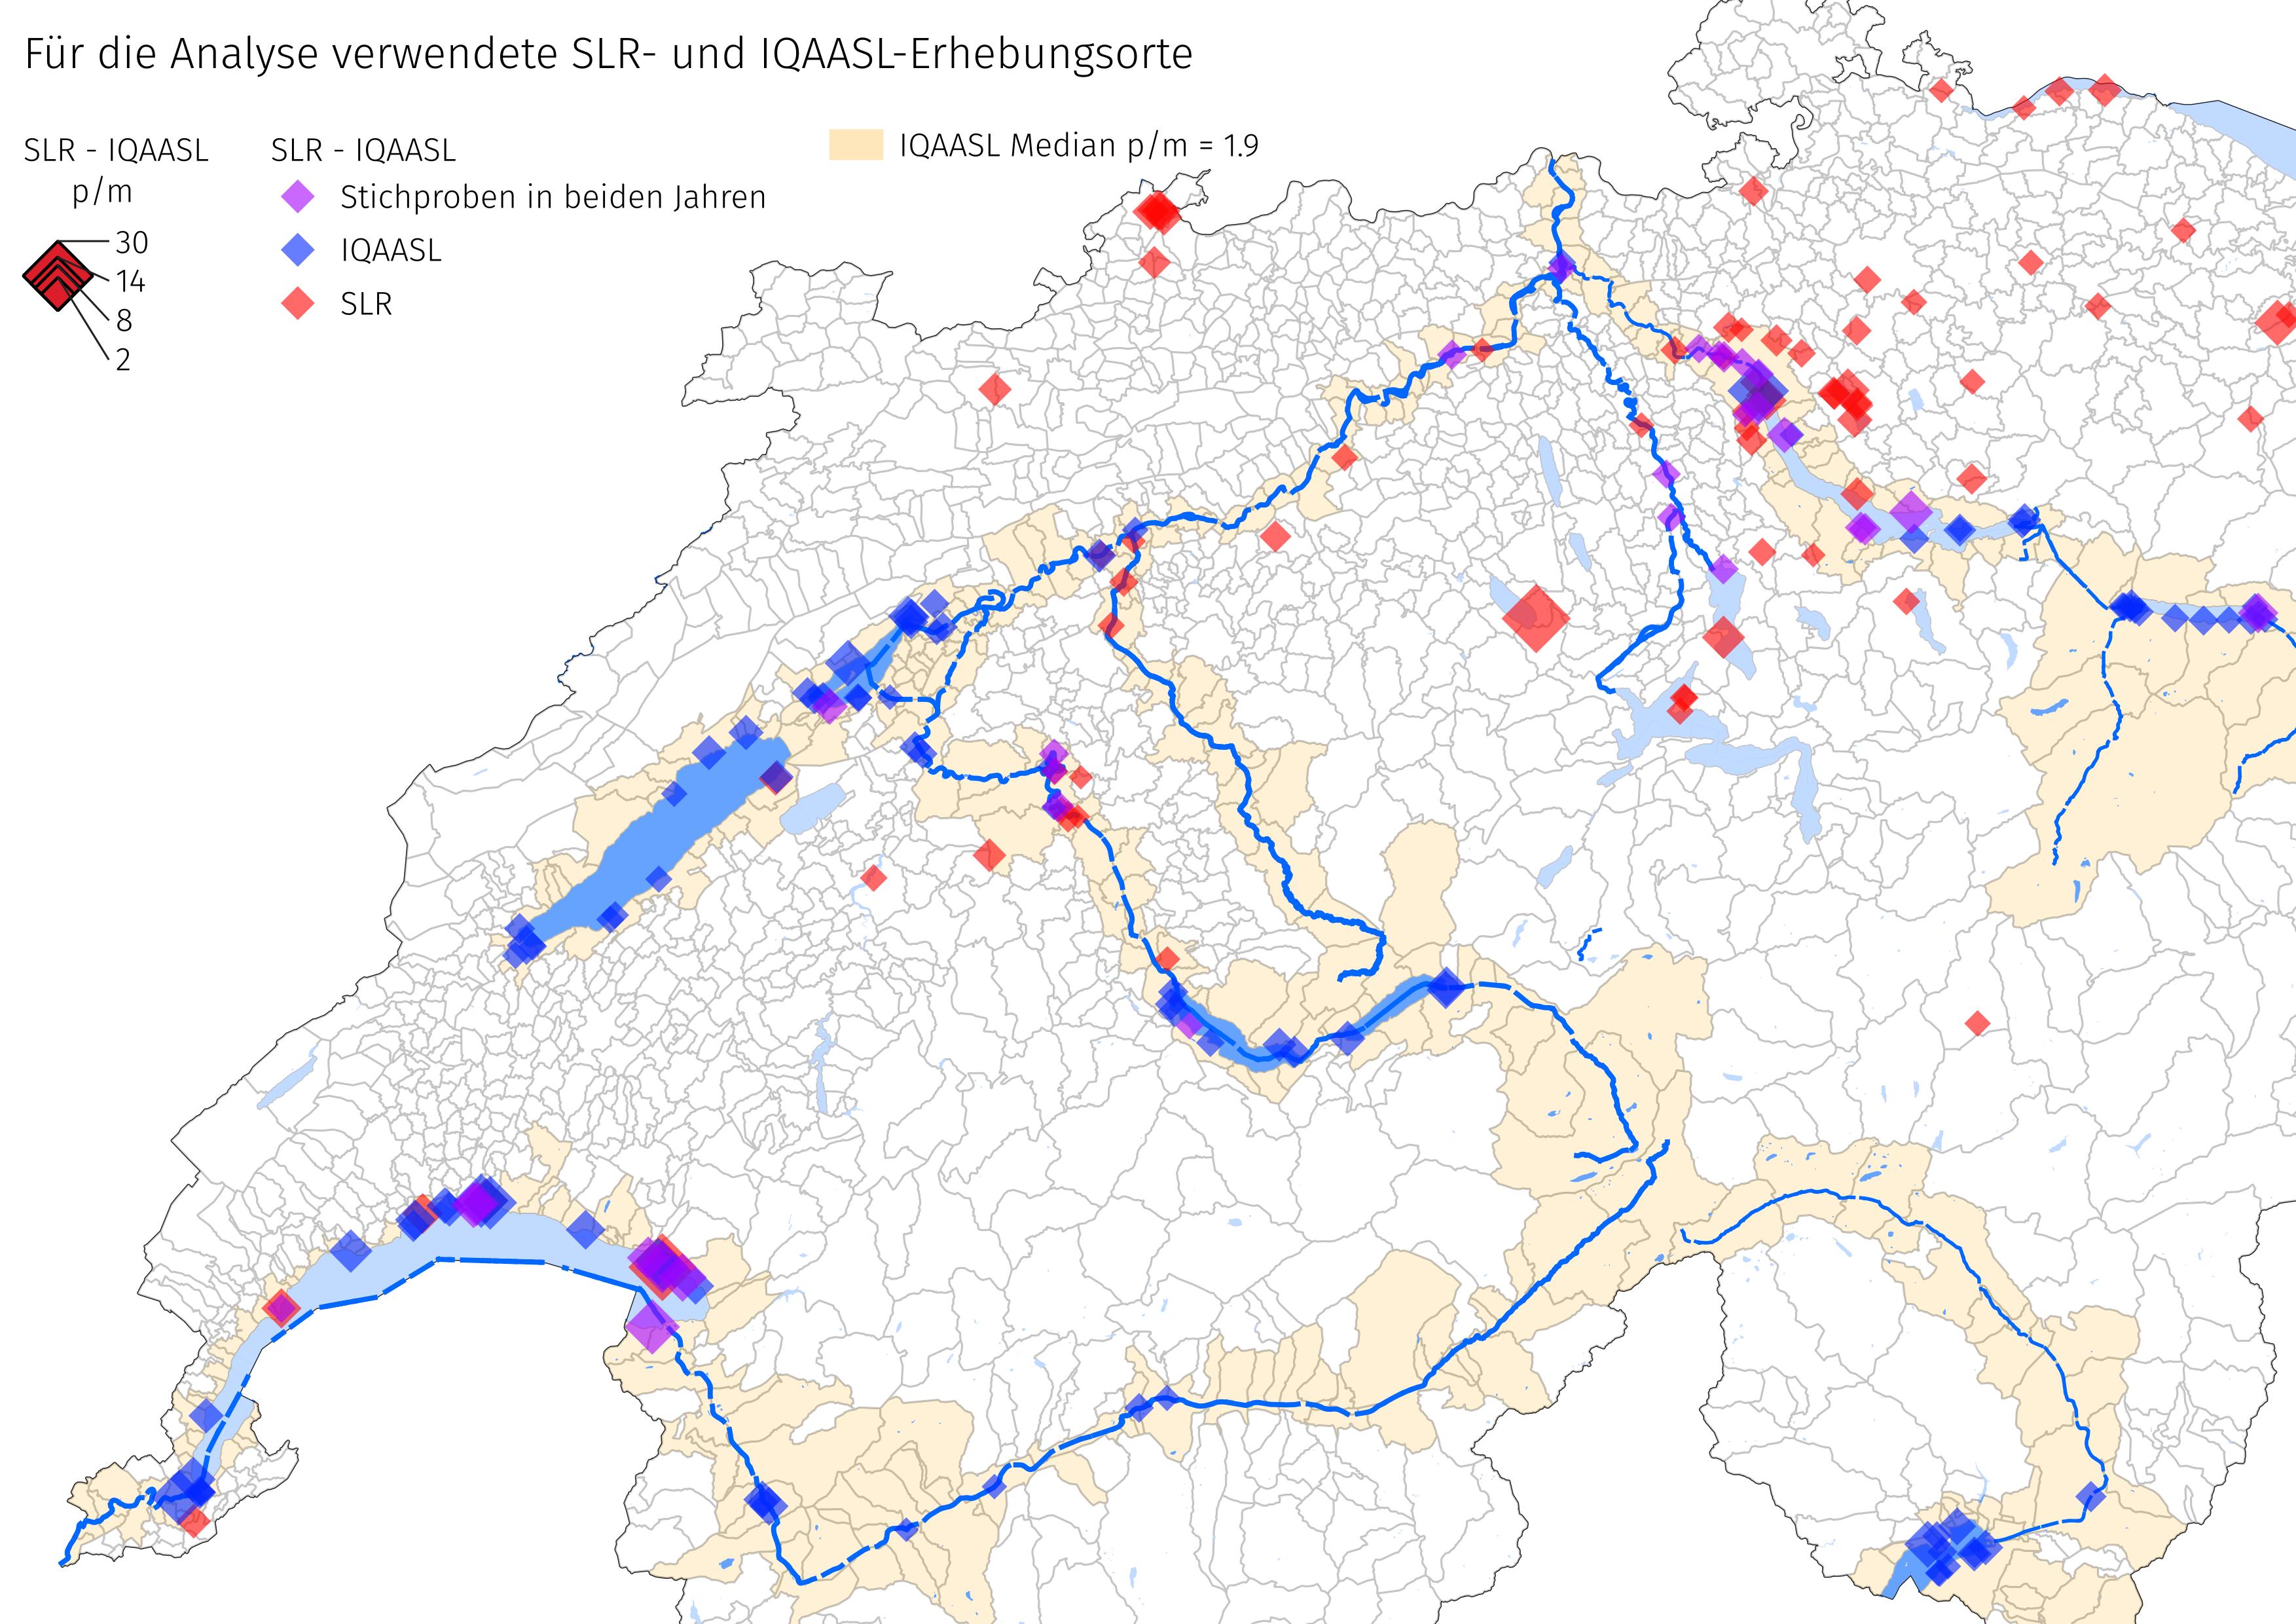 Für die Analyse verwendete SLR- und IQAASL-Erhebungsorte
SLR - IQAASL
p/m
30
14
8
2
SLR - IQAASL
Stichproben in beiden Jahren
IQAASL
SLR
IQAASL Median p/m = 1.9